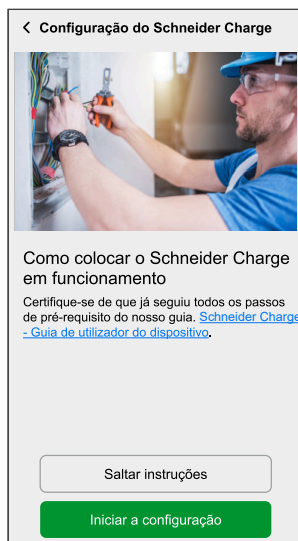 Configuração do Schneider Charge
Como colocar o Schneider Charge
em funcionamento
Certifique-se de que já seguiu todos os passos
de pré-requisito do nosso guia. Schneider Charge
- Guia de utilizador do dispositivo.
Saltar instruções
Iniciar a configuração